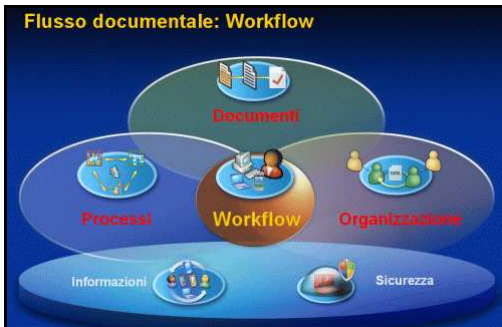 Flusso documentale: Workflow
Documenti
Processi
Workflow
Organizzazione
Informazioni
Sicurezza